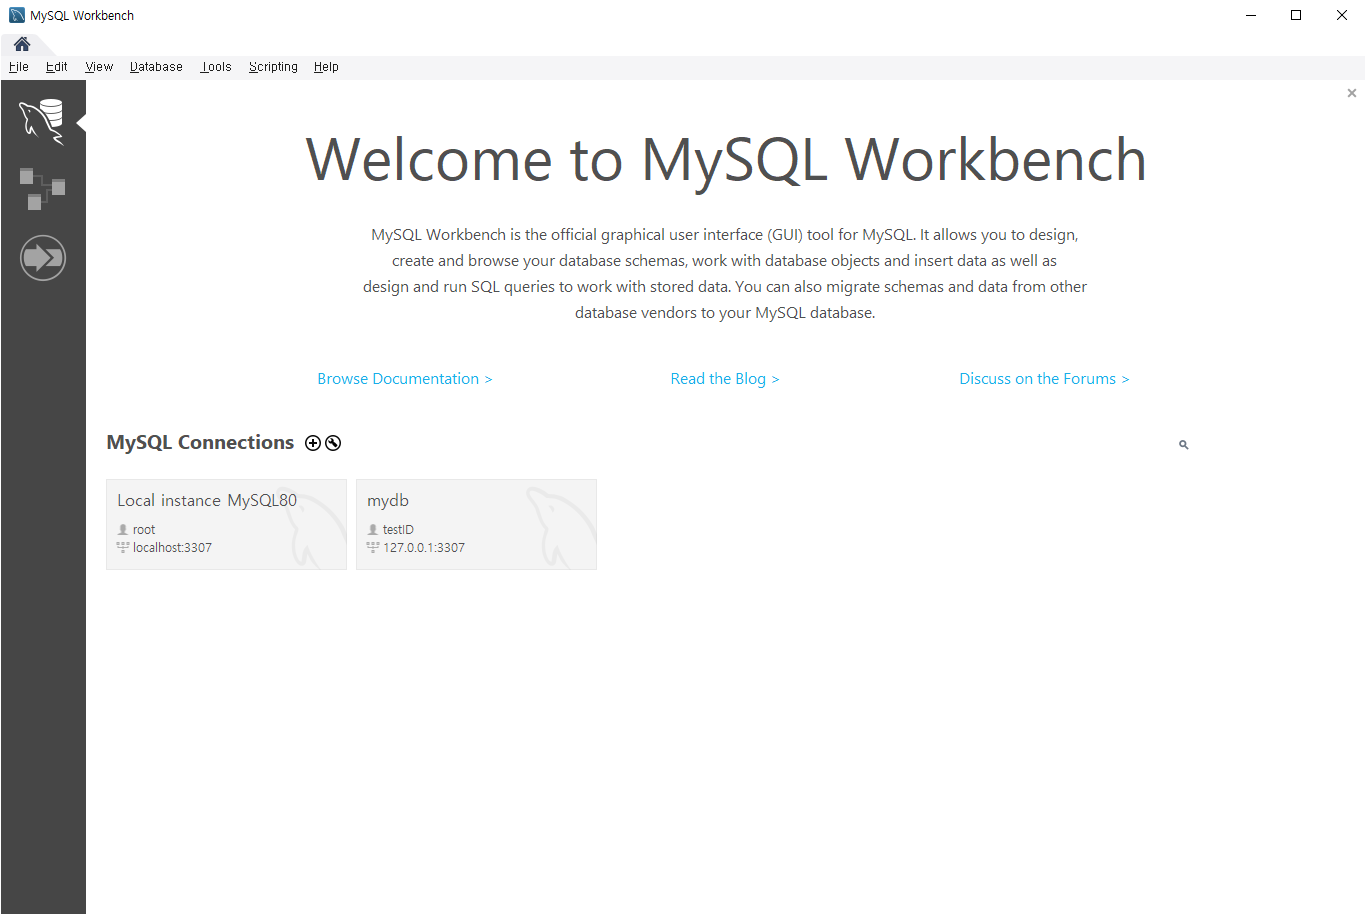 MySQL Workbench
File Edit View Database Tools Scripting Help
Welcome to MySQL Workbench
MySQL Workbench is the official graphical user interface (GUI) tool for MySQL. It allows you to design,
create and browse your database schemas, work with database objects and insert data as well as
design and run SQL queries to work with stored data. You can also migrate schemas and data from other
database vendors to your MySQL database.
Browse Documentation > Read the Blog > Discuss on the Forums >
MySQL Connections
Local instance MySQL80
root
localhost:3307
mydb
testID
127.0.0.1:3307